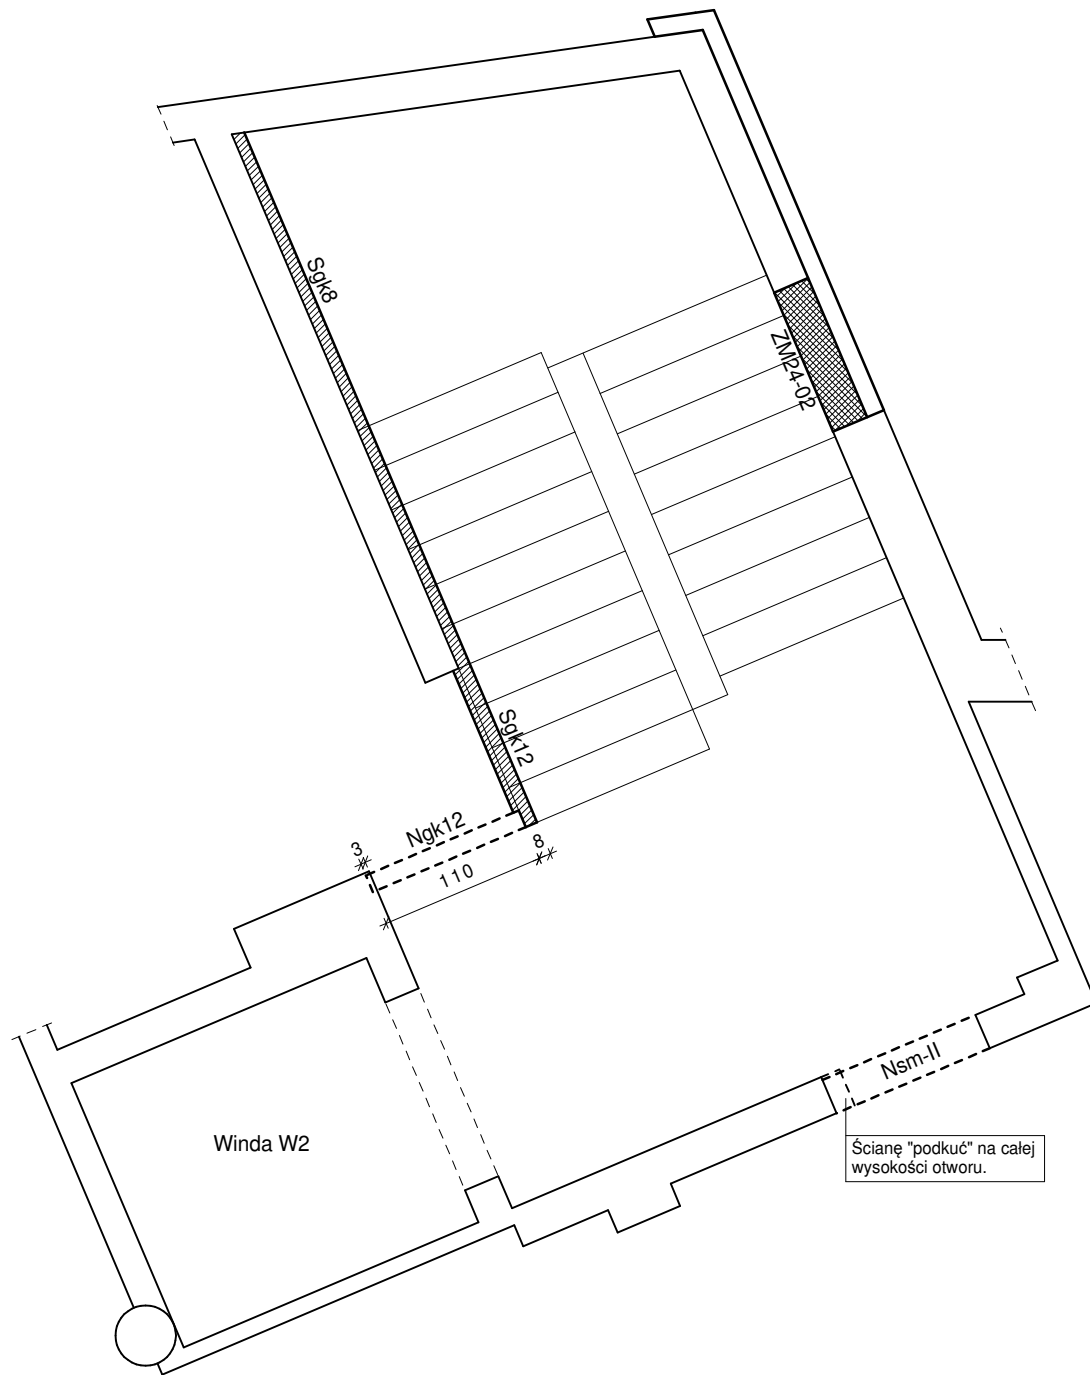 Sgk8
ZM24-02
Sgk12
Ngk12
3
8
110
Nsm-II
Winda W2
Ścianę "podkuć" na całej
wysokości otworu.